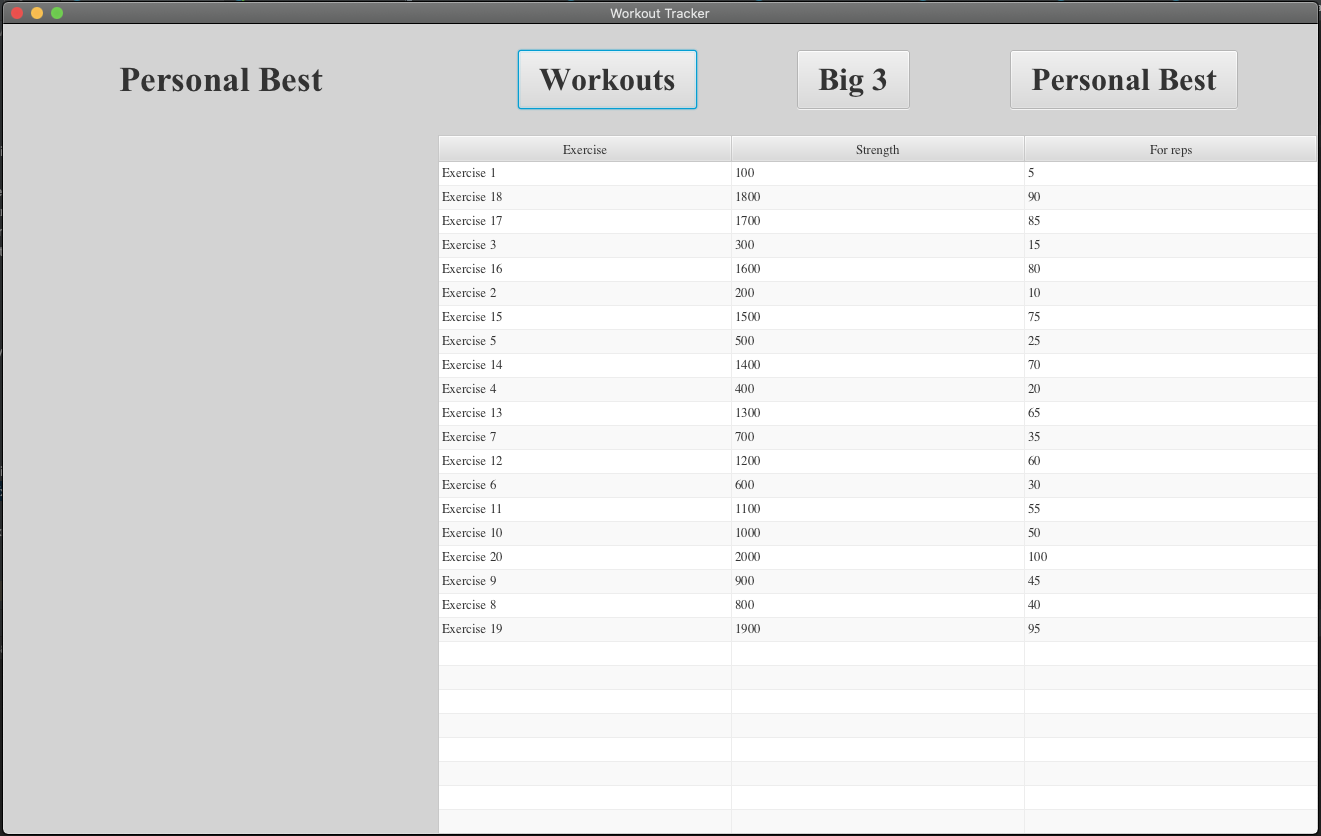 Workout Tracker
Personal Best Workouts Big 3 Personal Best
Exercise Strength For reps
Exercise 1 100 5
Exercise 18 1800 90
Exercise 17 1700 85
Exercise 3 300 15
Exercise 16 1600 80
Exercise 2 200 10
Exercise 15 1500 75
Exercise 5 500 25
Exercise 14 1400 70
Exercise 4 400 20
Exercise 13 1300 65
Exercise 7 700 35
Exercise 12 1200 60
Exercise 6 600 30
Exercise 11 1100 55
Exercise 10 1000 50
Exercise 20 2000 100
Exercise 9 900 45
Exercise 8 800 40
Exercise 19 1900 95